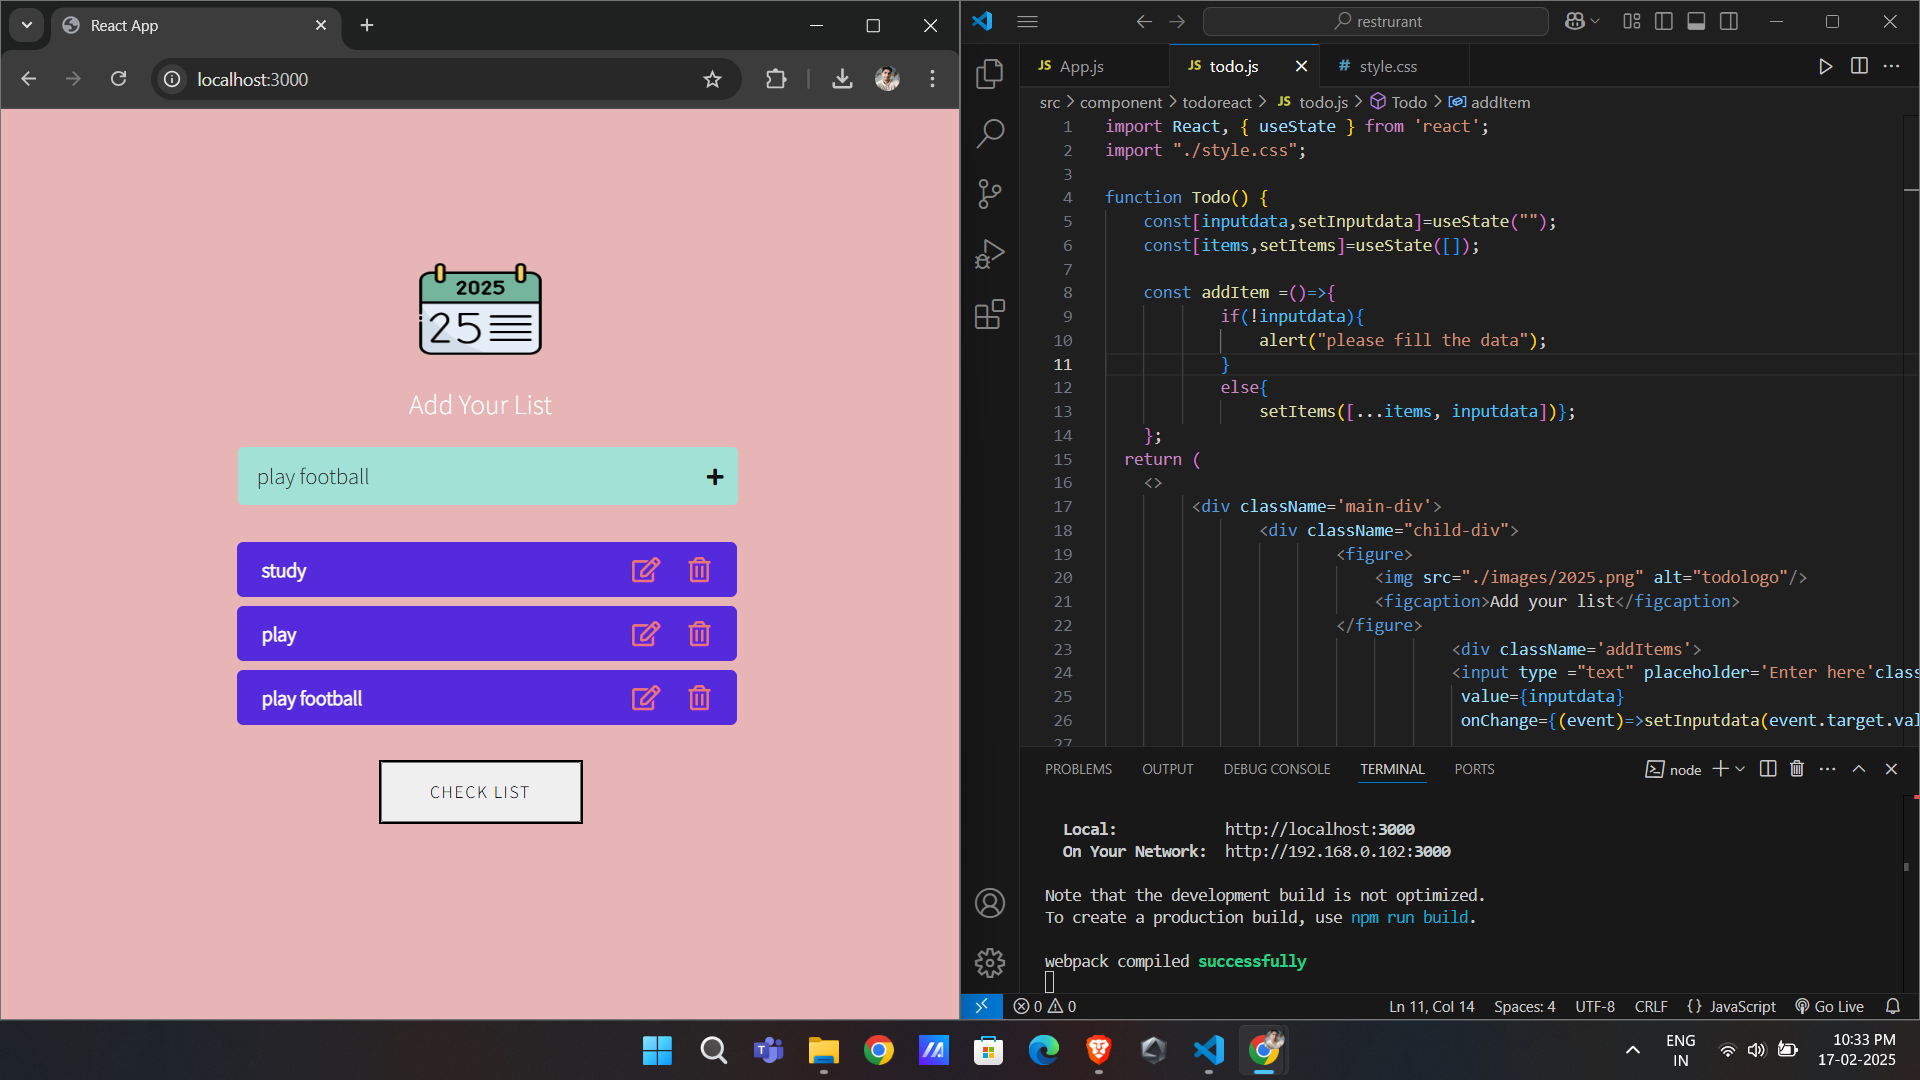 React App
localhost:3000
2025
25
Add Your List
play football
study
play
play football
CHECK LIST
restrurant
JS App.js
JS todo.js
# style.css
src > component > todoreact > JS todo.js > Todo > addItem
1 import React, { useState } from 'react';
2 import "./style.css";
3
4 function Todo() {
5 const[inputdata,setInputdata]=useState("");
6 const[items,setItems]=useState([]);
7
8 const addItem =()=>{
9 if(!inputdata){
10 alert("please fill the data");
11 }
12 else{
13 setItems([...items, inputdata])};
14 };
15 return (
16 <>
17 <div className='main-div'>
18 <div className="child-div">
19 <figure>
20 <img src="./images/2025.png" alt="todologo"/>
21 <figcaption>Add your list</figcaption>
22 </figure>
23 <div className='addItems'>
24 <input type ="text" placeholder='Enter here'class
25 value={inputdata}
26 onChange={(event)=>setInputdata(event.target.val
27
PROBLEMS OUTPUT DEBUG CONSOLE TERMINAL PORTS
node
Local: http://localhost:3000
On Your Network: http://192.168.0.102:3000
Note that the development build is not optimized.
To create a production build, use npm run build.
webpack compiled successfully
0 0
Ln 11, Col 14 Spaces: 4 UTF-8 CRLF {} JavaScript Go Live
ENG
IN
10:33 PM
17-02-2025